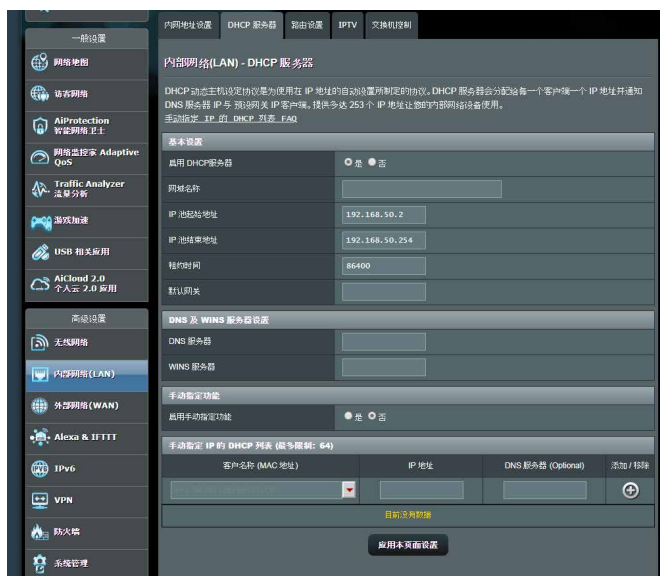 一般设置
网络地图
访客网络
AiProtection
智能网络卫士
网络监控家 Adaptive
QoS
Traffic Analyzer
流量分析
游戏加速
USB 相关应用
AiCloud 2.0
个人云 2.0 应用
高级设置
无线网络
内部网络(LAN)
外部网络(WAN)
Alexa & IFTTT
IPv6
VPN
防火墙
系统管理
内网地址设置 DHCP 服务器 路由设置 IPTV 交换机控制
内部网络(LAN) - DHCP 服务器
DHCP 动态主机设定协议是为使用在 IP 地址的自动设置所制定的协议。DHCP 服务器会分配给每一个客户端一个 IP 地址并通知
DNS 服务器 IP 与 预设网关 IP 客户端。提供多达 253 个 IP 地址让您的内部网络设备使用。
手动指定 IP 的 DHCP 列表 FAQ
基本设置
启用 DHCP服务器 是 否
网域名称
IP 池起始地址 192.168.50.2
IP 池结束地址 192.168.50.254
租约时间 86400
默认网关
DNS 及 WINS 服务器设置
DNS 服务器
WINS 服务器
手动指定功能
启用手动指定功能 是 否
手动指定 IP 的 DHCP 列表 (最多限制: 64)
客户名称 (MAC 地址) IP 地址 DNS 服务器 (Optional) 添加 / 移除
目前没有数据
应用本页面设置